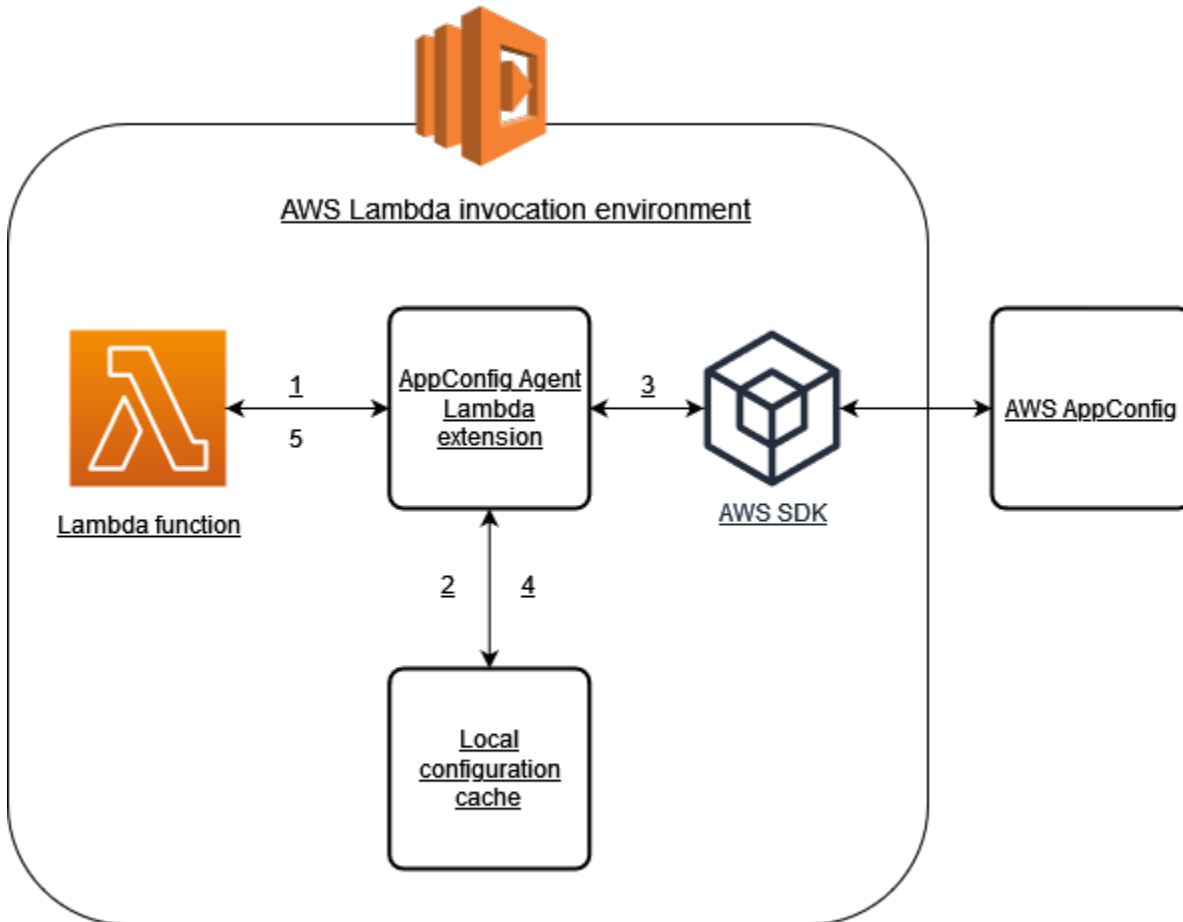 AWS Lambda invocation environment
AppConfig Agent
Lambda
extension
1
5
3
AWS AppConfig
Lambda function
AWS SDK
2
4
Local
configuration
cache